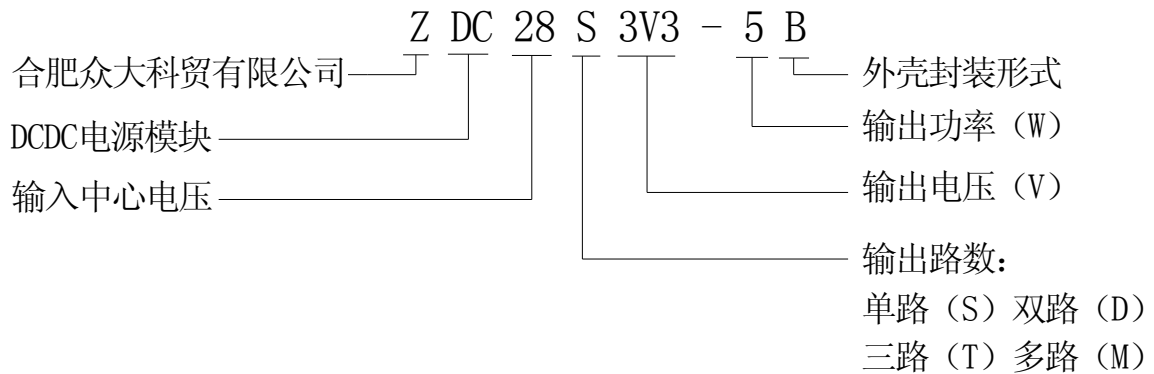 Z DC 28 S 3V3 - 5 B
合肥众大科贸有限公司
外壳封装形式
DCDC电源模块
输出功率（W）
输入中心电压
输出电压（V）
输出路数：
单路（S）双路（D）
三路（T）多路（M）